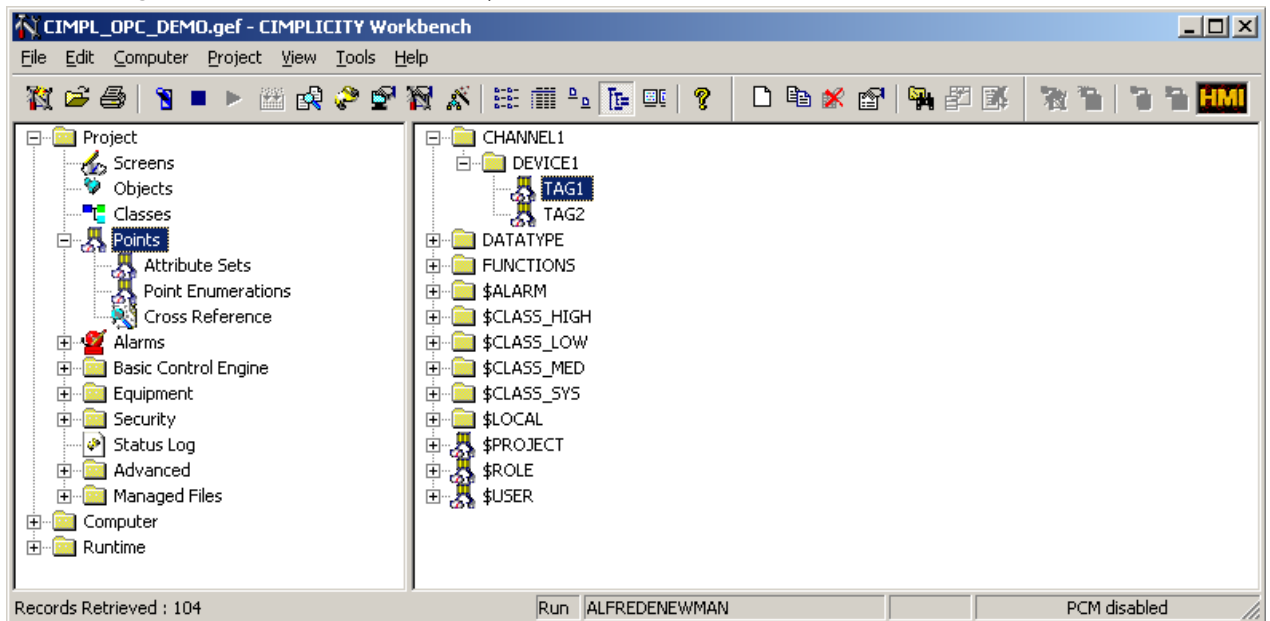 CIMPL_OPC_DEMO.gef - CIMPLICITY Workbench
File Edit Computer Project View Tools Help
HMI
Project
Screens
Objects
Classes
Points
Attribute Sets
Point Enumerations
Cross Reference
Alarms
Basic Control Engine
Equipment
Security
Status Log
Advanced
Managed Files
Computer
Runtime
CHANNEL1
DEVICE1
TAG1
TAG2
DATATYPE
FUNCTIONS
$ALARM
$CLASS_HIGH
$CLASS_LOW
$CLASS_MED
$CLASS_SYS
$LOCAL
$PROJECT
$ROLE
$USER
Records Retrieved : 104 Run ALFREDENEWMAN PCM disabled